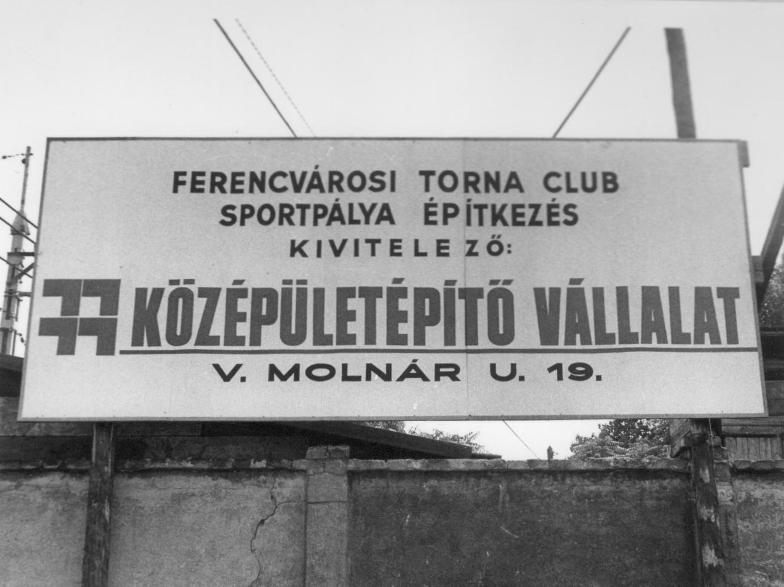 FERENCVÁROSI TORNA CLUB
SPORTPÁLYA ÉPÍTKEZÉS
KIVITELEZŐ:
KÖZÉPÜLETÉPÍTŐ VÁLLALAT
V. MOLNÁR U. 19.